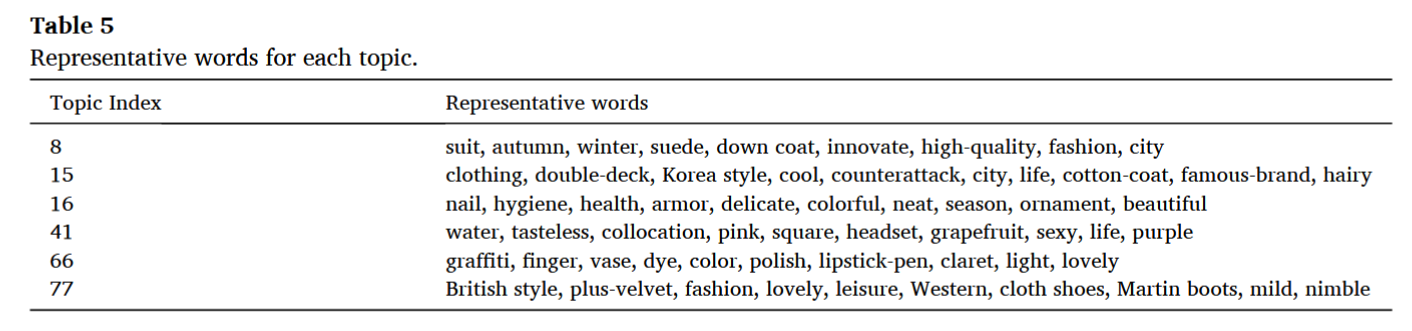 Table 5
Representative words for each topic.
Topic Index Representative words
8 suit, autumn, winter, suede, down coat, innovate, high-quality, fashion, city
15 clothing, double-deck, Korea style, cool, counterattack, city, life, cotton-coat, famous-brand, hairy
16 nail, hygiene, health, armor, delicate, colorful, neat, season, ornament, beautiful
41 water, tasteless, collocation, pink, square, headset, grapefruit, sexy, life, purple
66 graffiti, finger, vase, dye, color, polish, lipstick-pen, claret, light, lovely
77 British style, plus-velvet, fashion, lovely, leisure, Western, cloth shoes, Martin boots, mild, nimble